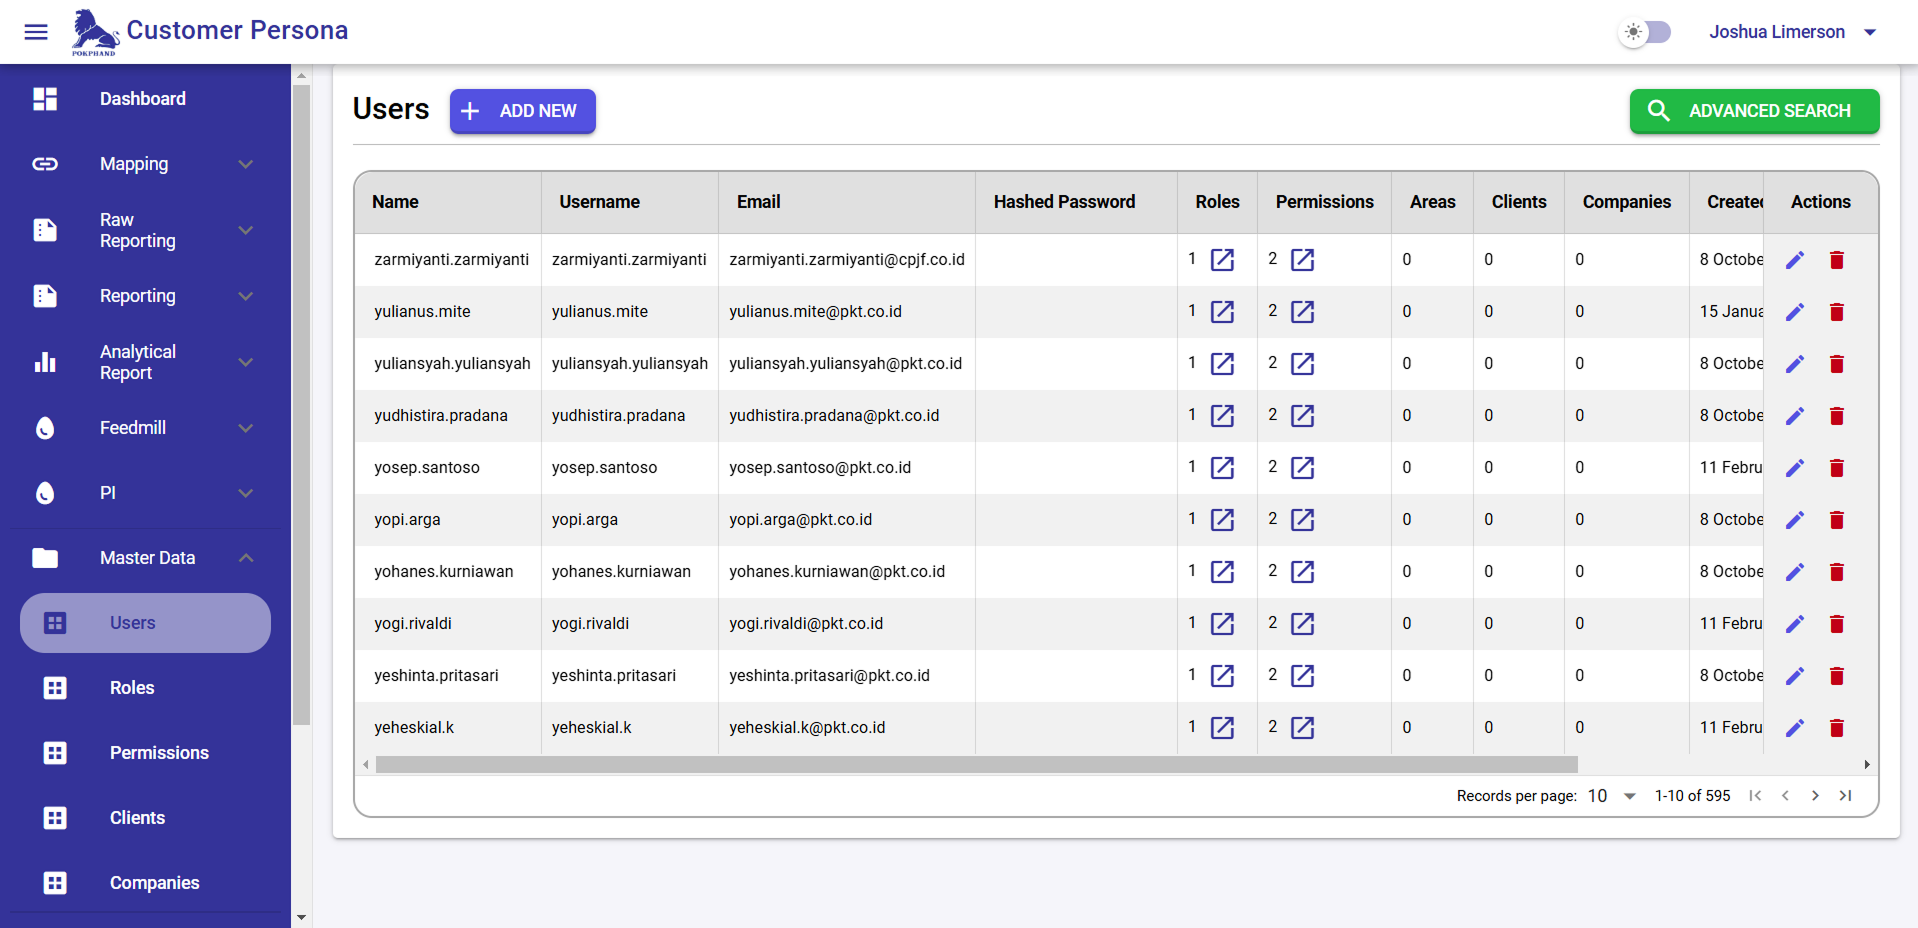 POKPHAND
Customer Persona
Joshua Limerson
Dashboard
Mapping
Raw
Reporting
Reporting
Analytical
Report
Feedmill
PI
Master Data
Users
Roles
Permissions
Clients
Companies
Users
ADD NEW
ADVANCED SEARCH
Name Username Email Hashed Password Roles Permissions Areas Clients Companies Created Actions
zarmiyanti.zarmiyanti zarmiyanti.zarmiyanti zarmiyanti.zarmiyanti@cpjf.co.id 1 2 0 0 0 8 Octobe
yulianus.mite yulianus.mite yulianus.mite@pkt.co.id 1 2 0 0 0 15 Janua
yuliansyah.yuliansyah yuliansyah.yuliansyah yuliansyah.yuliansyah@pkt.co.id 1 2 0 0 0 8 Octobe
yudhistira.pradana yudhistira.pradana yudhistira.pradana@pkt.co.id 1 2 0 0 0 8 Octobe
yosep.santoso yosep.santoso yosep.santoso@pkt.co.id 1 2 0 0 0 11 Febru
yopi.arga yopi.arga yopi.arga@pkt.co.id 1 2 0 0 0 8 Octobe
yohanes.kurniawan yohanes.kurniawan yohanes.kurniawan@pkt.co.id 1 2 0 0 0 8 Octobe
yogi.rivaldi yogi.rivaldi yogi.rivaldi@pkt.co.id 1 2 0 0 0 11 Febru
yeshinta.pritasari yeshinta.pritasari yeshinta.pritasari@pkt.co.id 1 2 0 0 0 8 Octobe
yeheskial.k yeheskial.k yeheskial.k@pkt.co.id 1 2 0 0 0 11 Febru
Records per page: 10 1-10 of 595